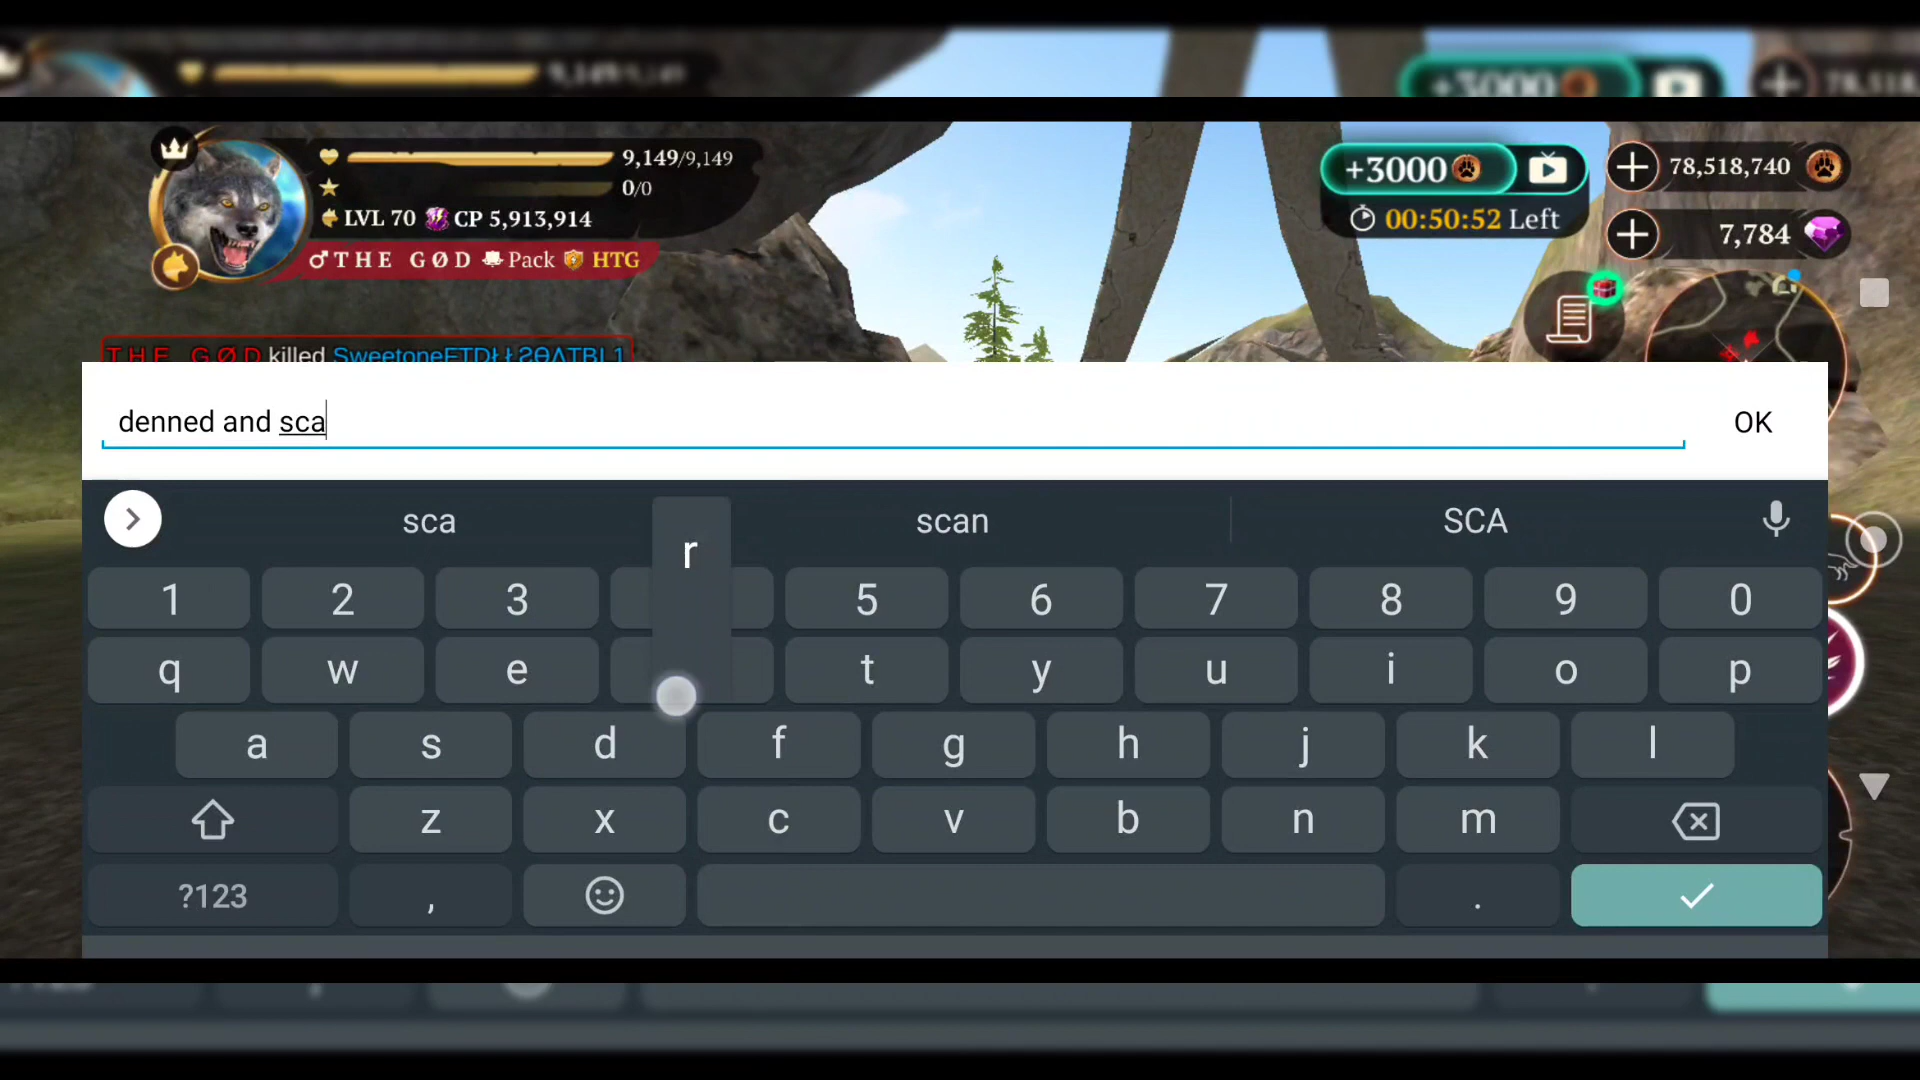 9,149/9,149
+3000
78,518,740
0/0
LVL 70 CP 5,913,914
00:50:52 Left
7,784
♂THE GØD Pack HTG
THE GØD killed
denned and sca
OK
sca scan SCA
r
1 2 3 5 6 7 8 9 0
q w e t y u i o p
a s d f g h j k l
z x c v b n m
?123 , .